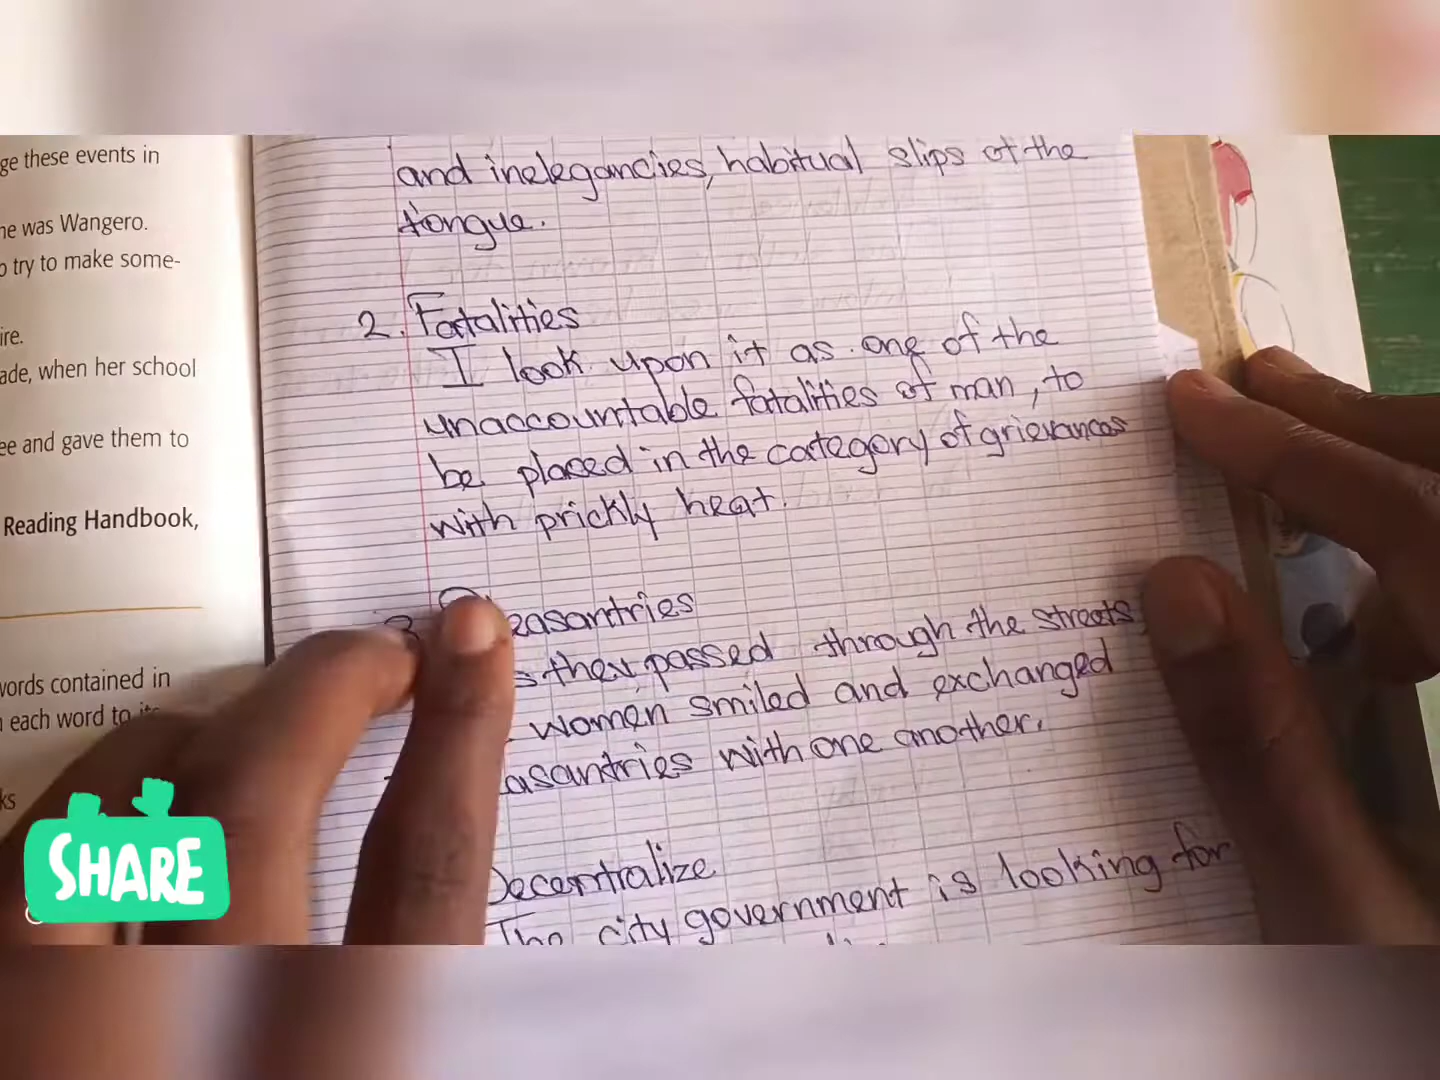 ge these events in
he was Wangero.
o try to make some-
ire.
ade, when her school
ee and gave them to
Reading Handbook,
words contained in
each word to
ks
SHARE
and inelegancies, habitual slips of the
tongue.
2. Fatalities
I look upon it as one of the
unaccountable fatalities of man, to
be placed in the category of grievances
with prickly heat.
3 easantries
s they passed through the streets
women smiled and exchanged
asantries with one another.
Decentralize
The city government is looking for